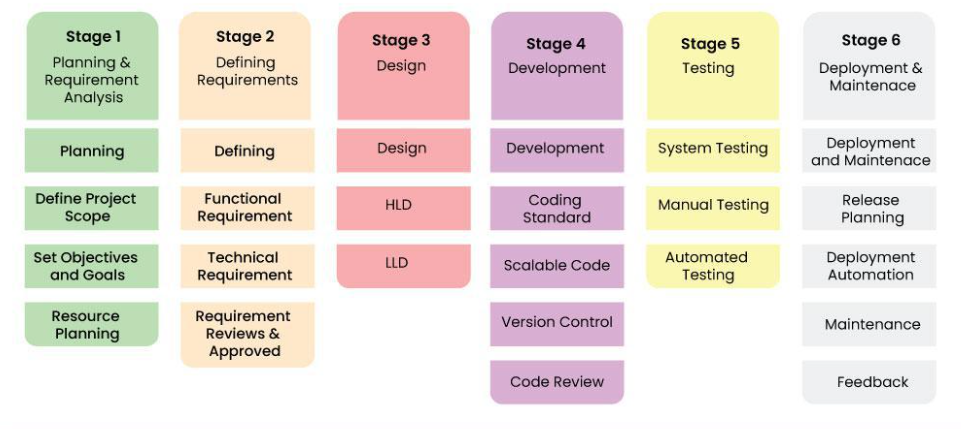 Stage 1
Planning &
Requirement
Analysis
Planning
Define Project
Scope
Set Objectives
and Goals
Resource
Planning
Stage 2
Defining
Requirements
Defining
Functional
Requirement
Technical
Requirement
Requirement
Reviews &
Approved
Stage 3
Design
Design
HLD
LLD
Stage 4
Development
Development
Coding
Standard
Scalable Code
Version Control
Code Review
Stage 5
Testing
System Testing
Manual Testing
Automated
Testing
Stage 6
Deployment &
Maintenace
Deployment
and Maintenace
Release
Planning
Deployment
Automation
Maintenance
Feedback